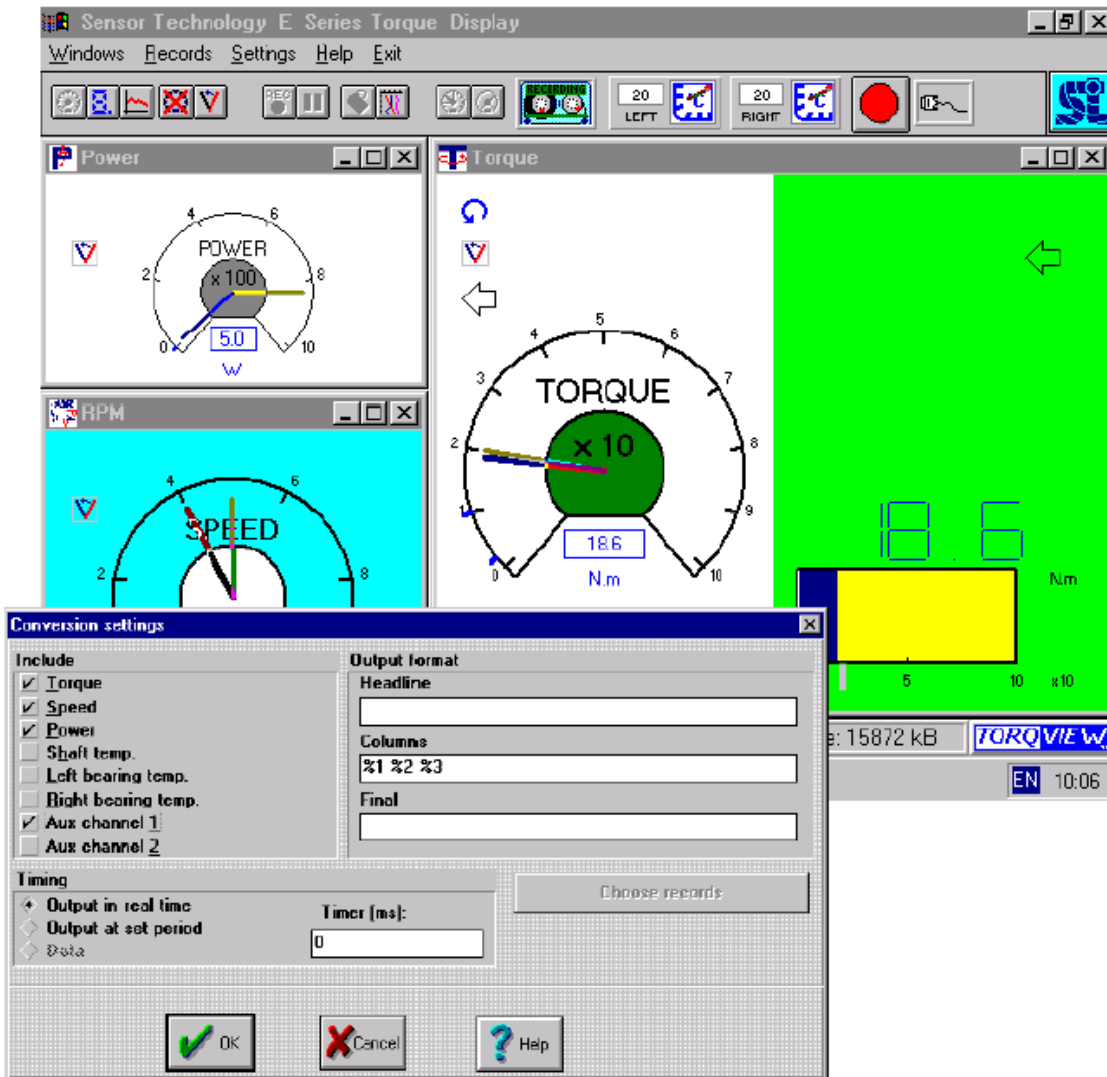 Sensor Technology E Series Torque Display
Windows Records Settings Help Exit
REC
RECORDING
20
LEFT
°C
20
RIGHT
°C
Power
4 6
POWER
2 x 100 8
0 5.0 10
W
Torque
5
4 6
3 7
TORQUE
2 x 10 8
1 9
0 18.6 10
N.m
18.6
N.m
5 10 x10
RPM
4 6
SPEED
2 8
Conversion settings
Include
Torque
Speed
Power
Shaft temp.
Left bearing temp.
Right bearing temp.
Aux channel 1
Aux channel 2
Output format
Headline
Columns
%1 %2 %3
Final
Timing
Output in real time
Output at set period
Data
Timer [ms]:
0
Choose records
OK
Cancel
Help
e: 15872 kB
TORQVIEW
EN 10:06